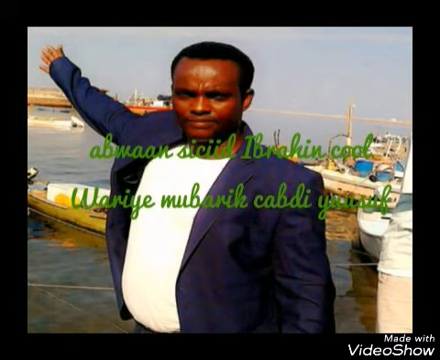 abwaan siciid Ibrahin cool
Wariye mubarik cabdi yuusuf
Made with
VideoShow